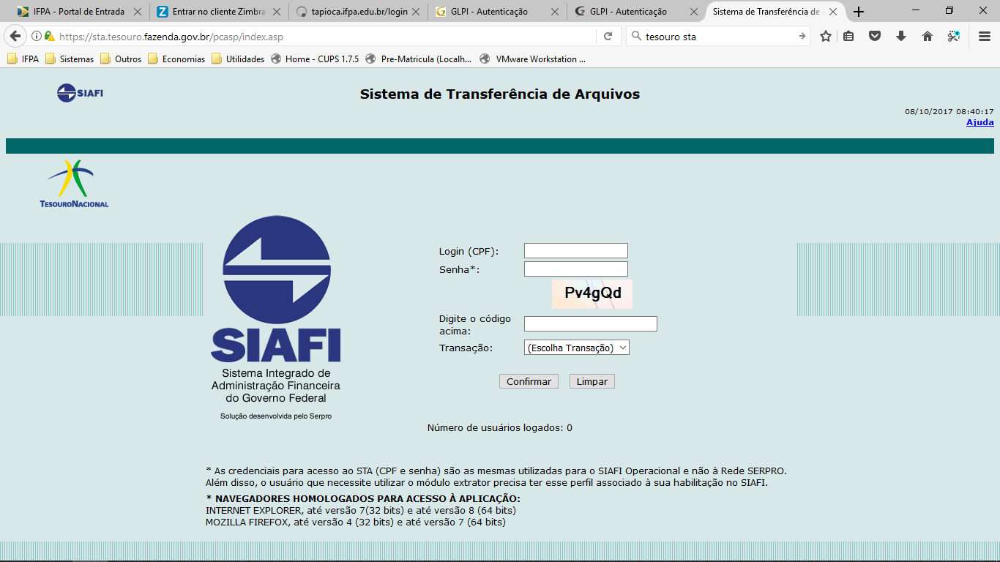 IFPA - Portal de Entrada
Entrar no cliente Zimbra
tapioca.ifpa.edu.br/login
GLPI - Autenticação
GLPI - Autenticação
Sistema de Transferência de A
https://sta.tesouro.fazenda.gov.br/pcasp/index.asp
tesouro sta
IFPA
Sistemas
Outros
Economias
Utilidades
Home - CUPS 1.7.5
Pre-Matricula (Localh...
VMware Workstation ...
SIAFI
Sistema de Transferência de Arquivos
08/10/2017 08:40:17
Ajuda
TESOURONACIONAL
SIAFI
Sistema Integrado de
Administração Financeira
do Governo Federal
Solução desenvolvida pelo Serpro
Login (CPF):
Senha*:
Pv4gQd
Digite o código
acima:
Transação:
(Escolha Transação)
Confirmar
Limpar
Número de usuários logados: 0
* As credenciais para acesso ao STA (CPF e senha) são as mesmas utilizadas para o SIAFI Operacional e não à Rede SERPRO.
Além disso, o usuário que necessite utilizar o módulo extrator precisa ter esse perfil associado à sua habilitação no SIAFI.
* NAVEGADORES HOMOLOGADOS PARA ACESSO À APLICAÇÃO:
INTERNET EXPLORER, até versão 7(32 bits) e até versão 8 (64 bits)
MOZILLA FIREFOX, até versão 4 (32 bits) e até versão 7 (64 bits)